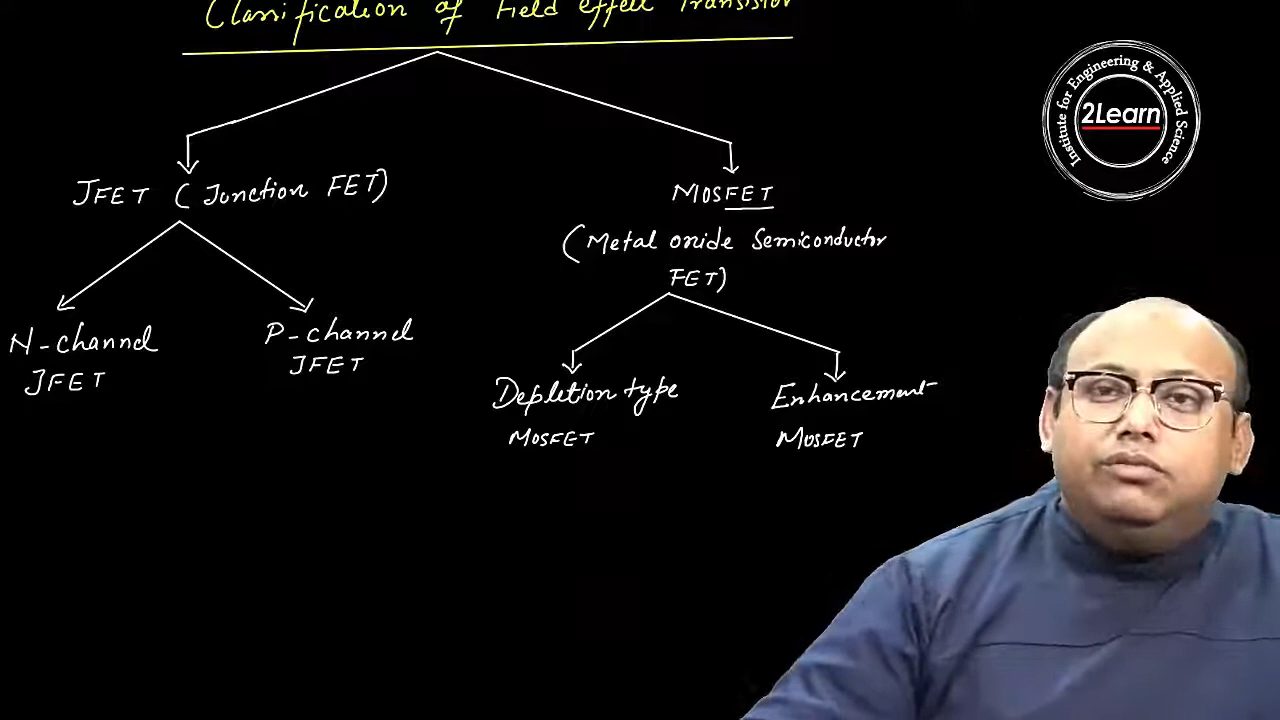 Classification of Field effect Transistor
JFET ( Junction FET)
MOSFET
(Metal oxide Semiconductor
FET)
N-channel
JFET
P-channel
JFET
Depletion type
MOSFET
Enhancement
MOSFET
Institute for Engineering & Applied Science
2Learn